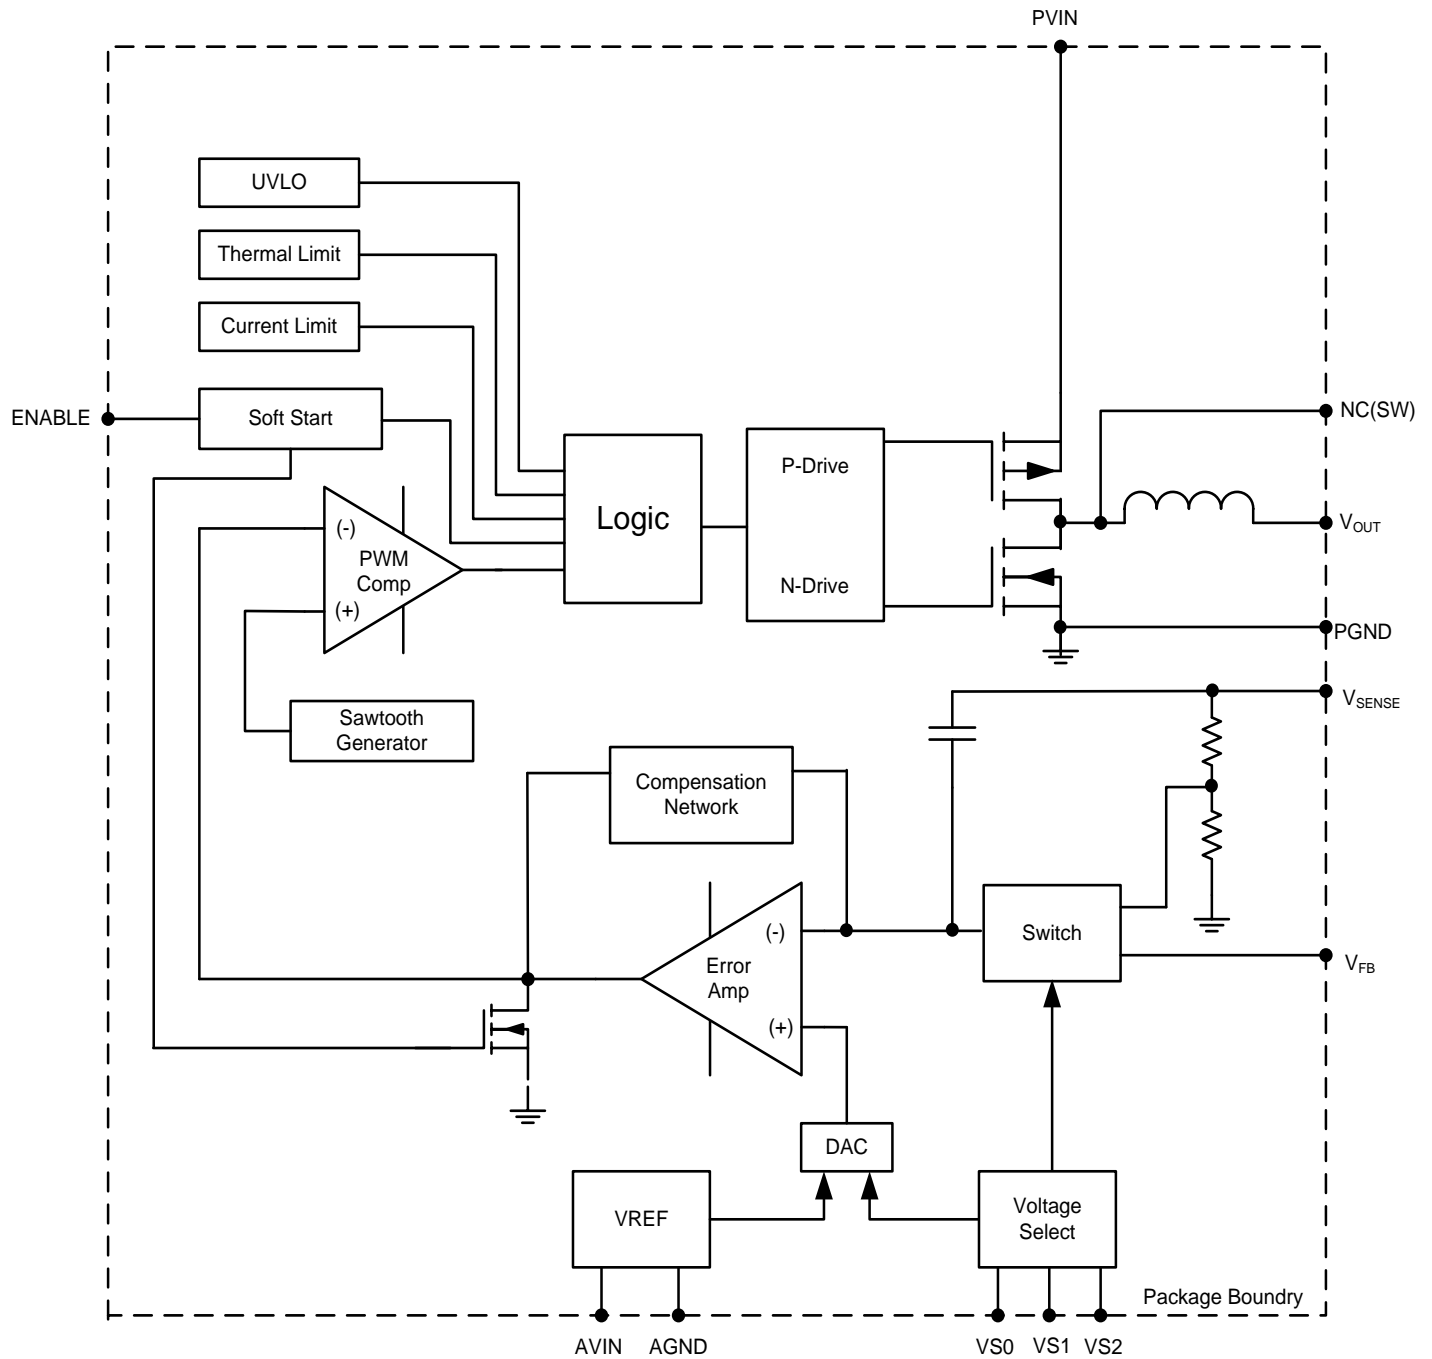 PVIN
UVLO
Thermal Limit
Current Limit
ENABLE
Soft Start
NC(SW)
P-Drive
Logic
(-)
PWM
Comp
(+)
N-Drive
VOUT
PGND
VSENSE
Sawtooth
Generator
Compensation
Network
(-)
Error
Amp
(+)
Switch
VFB
DAC
VREF
Voltage
Select
Package Boundry
AVIN
AGND
VS0
VS1
VS2